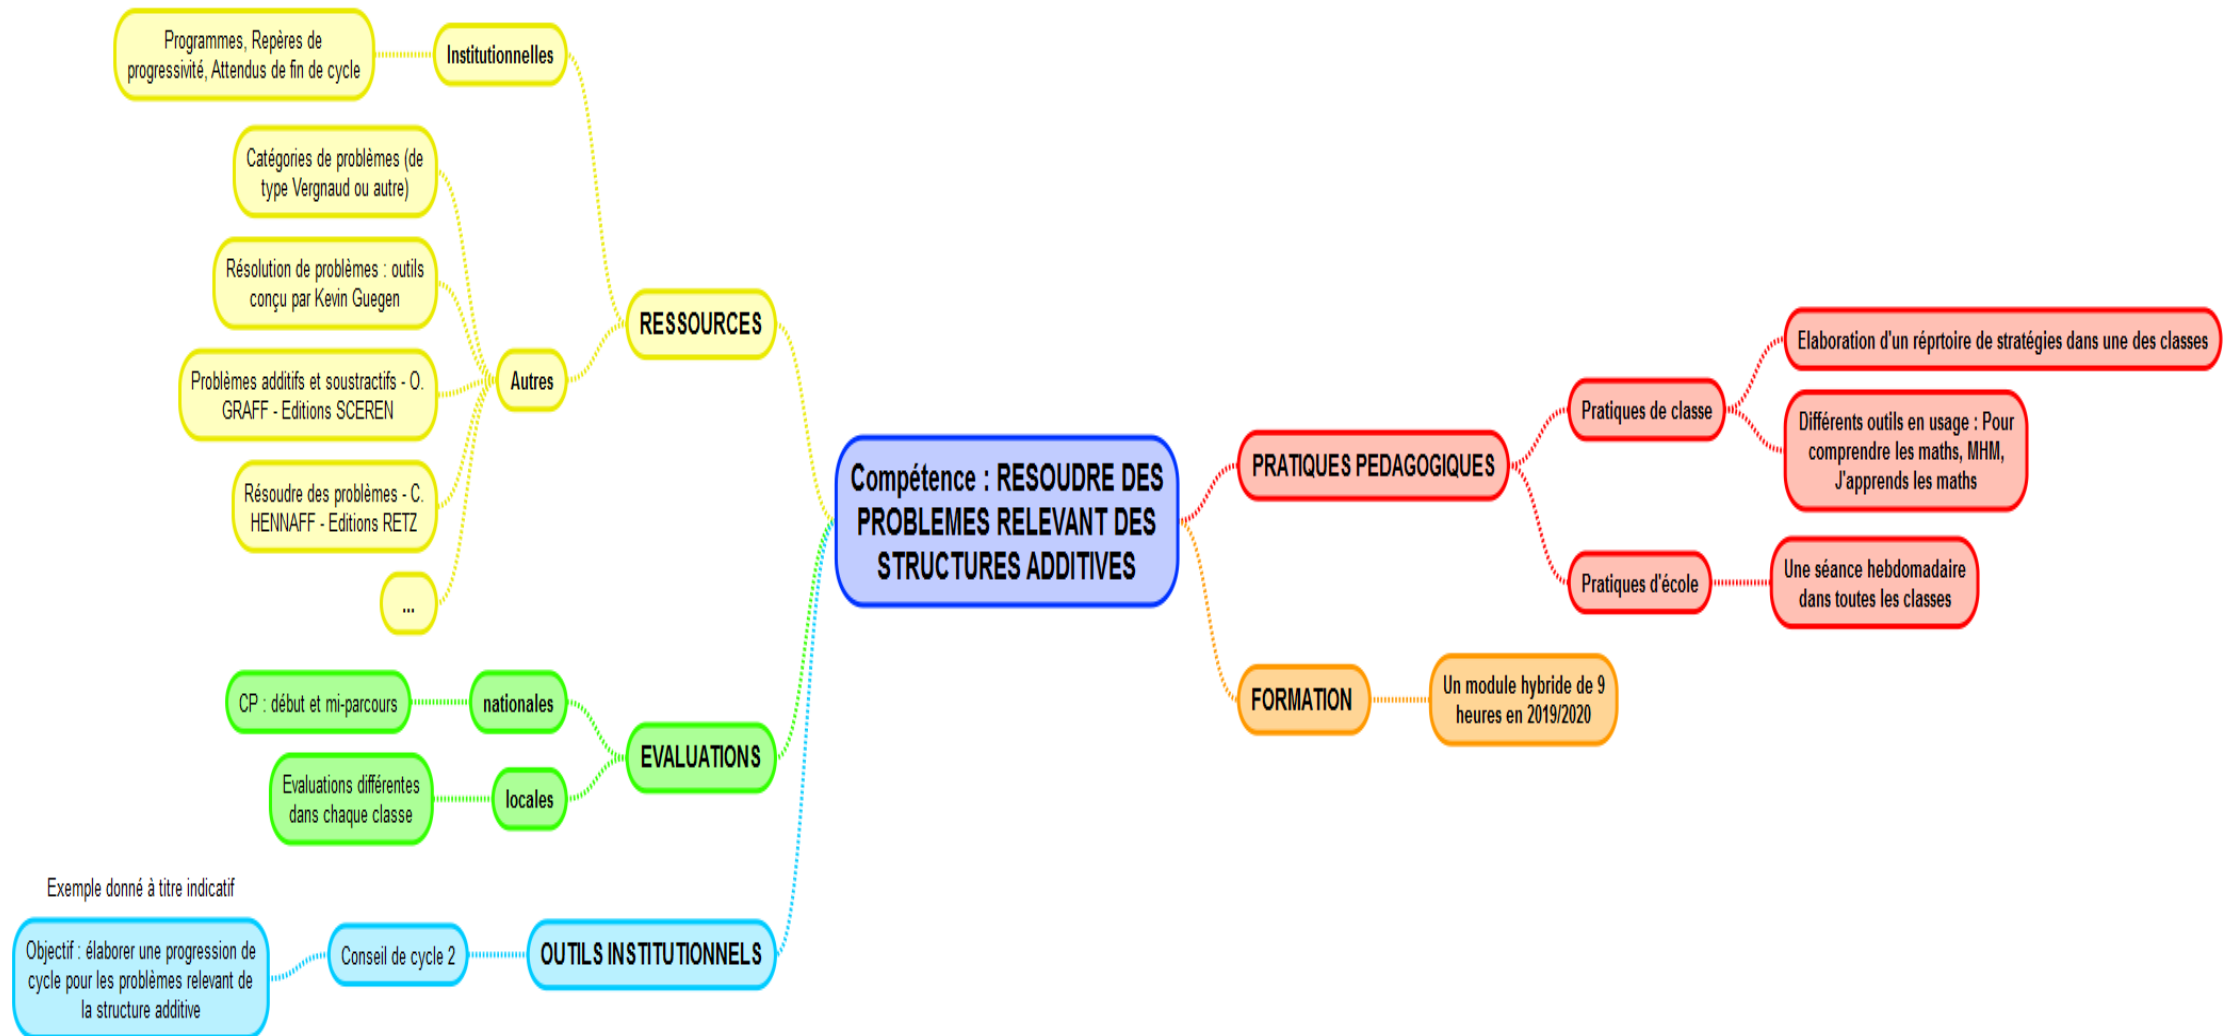 Programmes, Repères de
progressivité, Attendus de fin de cycle
Institutionnelles
Catégories de problèmes (de
type Vergnaud ou autre)
Résolution de problèmes : outils
conçu par Kevin Guegen
Problèmes additifs et soustractifs - O.
GRAFF - Editions SCEREN
Résoudre des problèmes - C.
HENNAFF - Editions RETZ
...
Autres
RESSOURCES
CP : début et mi-parcours
nationales
Evaluations différentes
dans chaque classe
locales
EVALUATIONS
Exemple donné à titre indicatif
Objectif : élaborer une progression de
cycle pour les problèmes relevant de
la structure additive
Conseil de cycle 2
OUTILS INSTITUTIONNELS
Compétence : RESOUDRE DES
PROBLEMES RELEVANT DES
STRUCTURES ADDITIVES
PRATIQUES PEDAGOGIQUES
Pratiques de classe
Elaboration d'un réprtoire de stratégies dans une des classes
Différents outils en usage : Pour
comprendre les maths, MHM,
J'apprends les maths
Pratiques d'école
Une séance hebdomadaire
dans toutes les classes
FORMATION
Un module hybride de 9
heures en 2019/2020